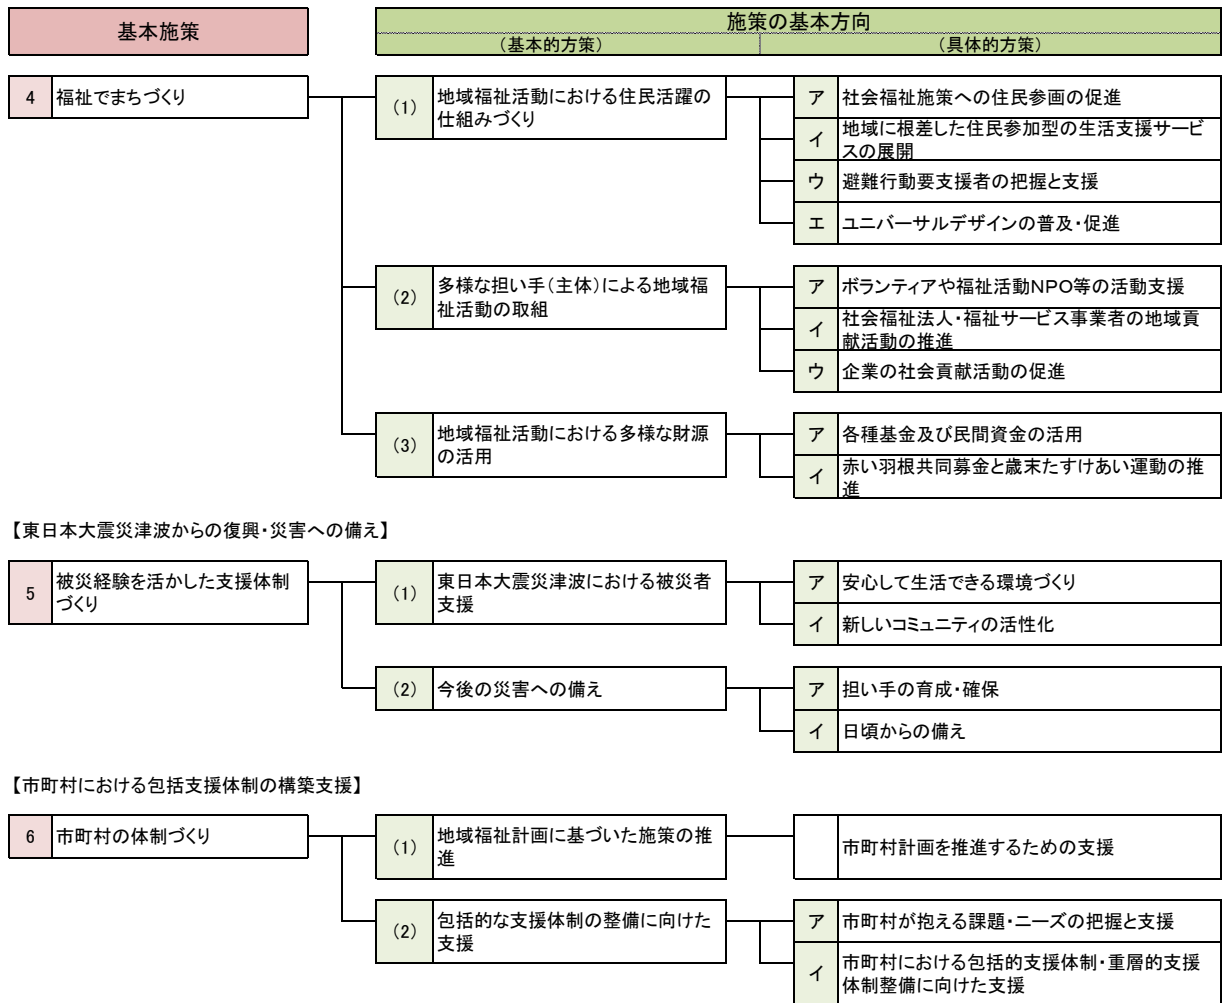 基本施策
施策の基本方向
（基本的方策）
（具体的方策）
4 福祉でまちづくり
（1） 地域福祉活動における住民活躍の
仕組みづくり
ア 社会福祉施策への住民参画の促進
イ 地域に根差した住民参加型の生活支援サービ
スの展開
ウ 避難行動要支援者の把握と支援
エ ユニバーサルデザインの普及・促進
（2） 多様な担い手（主体）による地域福
祉活動の取組
ア ボランティアや福祉活動NPO等の活動支援
イ 社会福祉法人・福祉サービス事業者の地域貢
献活動の推進
ウ 企業の社会貢献活動の促進
（3） 地域福祉活動における多様な財源
の活用
ア 各種基金及び民間資金の活用
イ 赤い羽根共同募金と歳末たすけあい運動の推
進
【東日本大震災津波からの復興・災害への備え】
5 被災経験を活かした支援体制
づくり
（1） 東日本大震災津波における被災者
支援
ア 安心して生活できる環境づくり
イ 新しいコミュニティの活性化
（2） 今後の災害への備え
ア 担い手の育成・確保
イ 日頃からの備え
【市町村における包括支援体制の構築支援】
6 市町村の体制づくり
（1） 地域福祉計画に基づいた施策の推
進
市町村計画を推進するための支援
（2） 包括的な支援体制の整備に向けた
支援
ア 市町村が抱える課題・ニーズの把握と支援
イ 市町村における包括的支援体制・重層的支援
体制整備に向けた支援